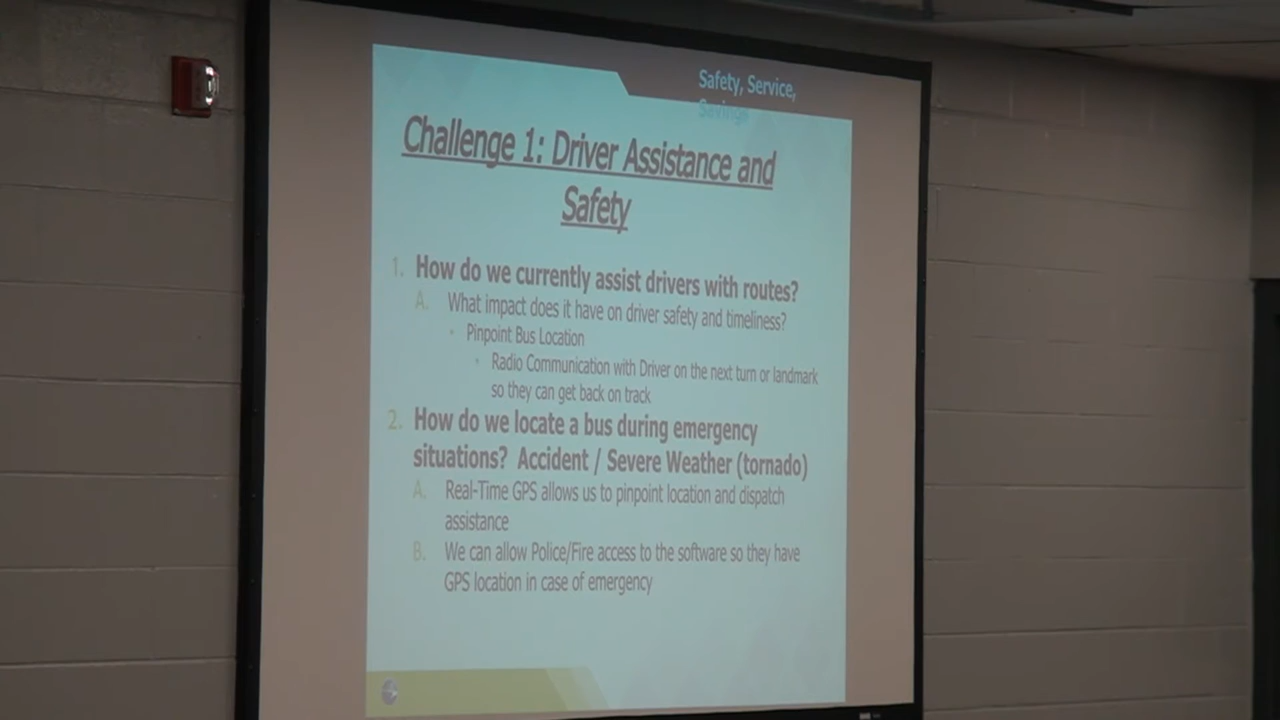 Safety, Service,
Savings
Challenge 1: Driver Assistance and
Safety
1. How do we currently assist drivers with routes?
A. What impact does it have on driver safety and timeliness?
• Pinpoint Bus Location
• Radio Communication with Driver on the next turn or landmark
so they can get back on track
2. How do we locate a bus during emergency
situations? Accident / Severe Weather (tornado)
A. Real-Time GPS allows us to pinpoint location and dispatch
assistance
B. We can allow Police/Fire access to the software so they have
GPS location in case of emergency